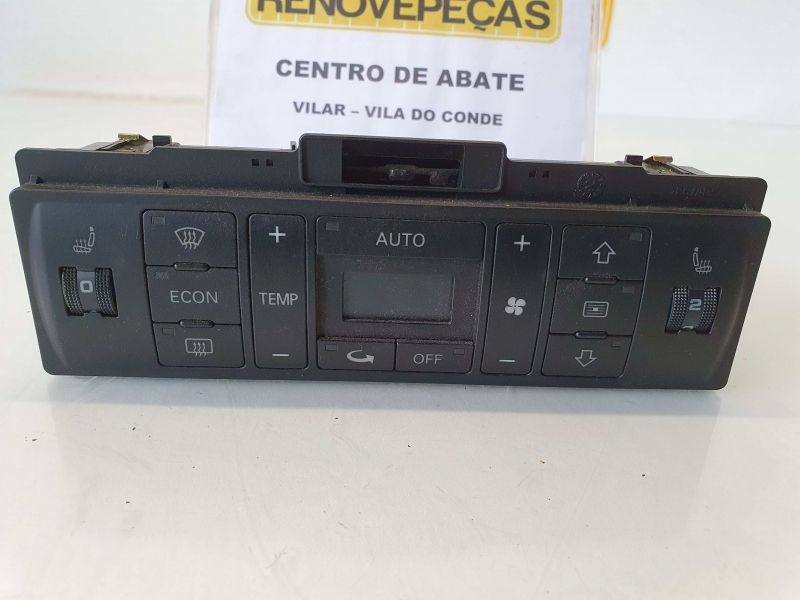 RENOVEPEÇAS
CENTRO DE ABATE
VILAR – VILA DO CONDE
+ AUTO +
0 ECON TEMP 2
– OFF –